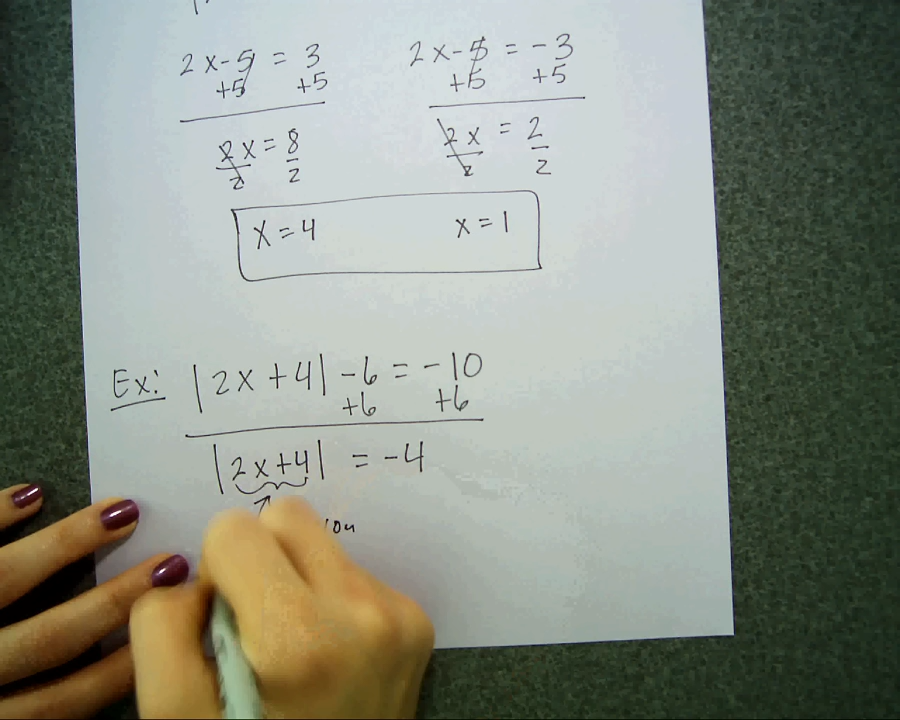 2x-5 = 3 2x-5 = -3
+5 +5 +5 +5
2x = 8 2x = 2
2 2 2 2
x = 4 x = 1
Ex: |2x+4| -6 = -10
+6 +6
|2x+4| = -4